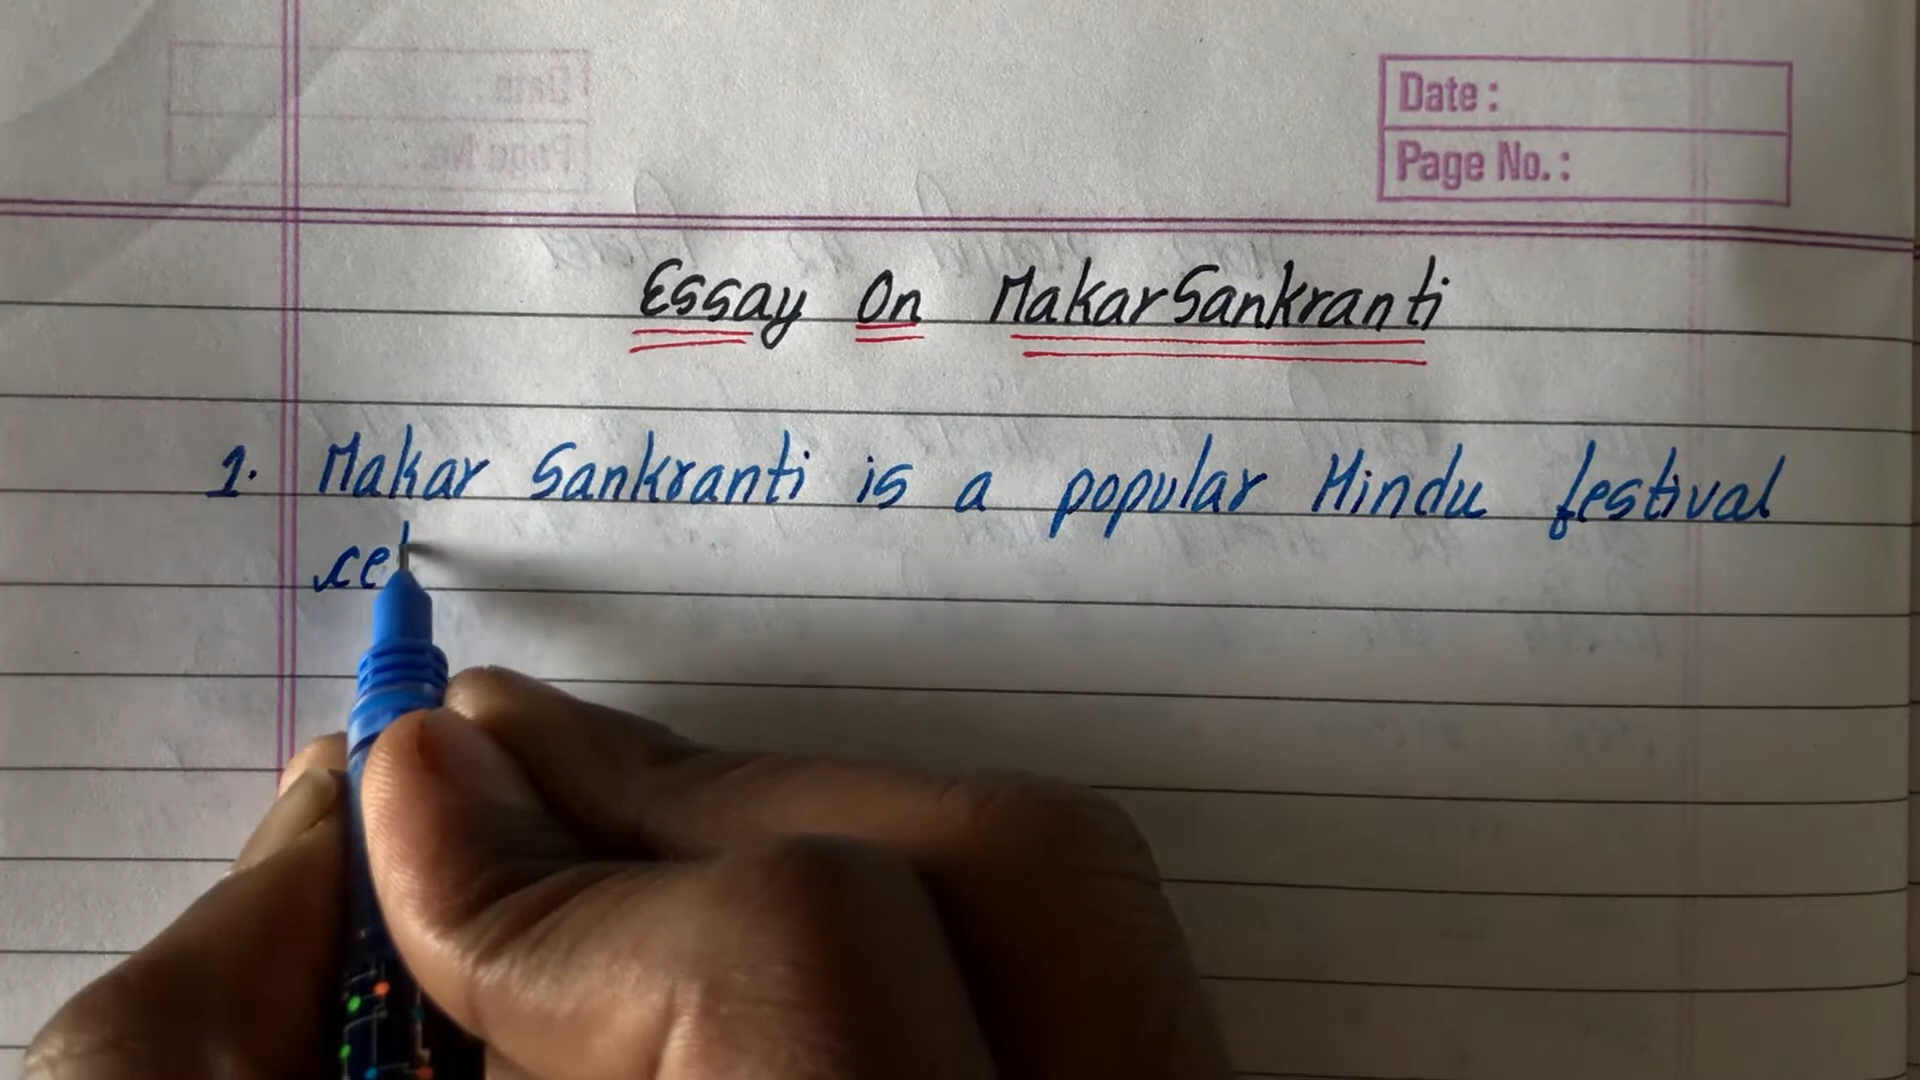 Date :
Page No. :
Essay On MakarSankranti
1. Makar Sankranti is a popular Hindu festival
cel